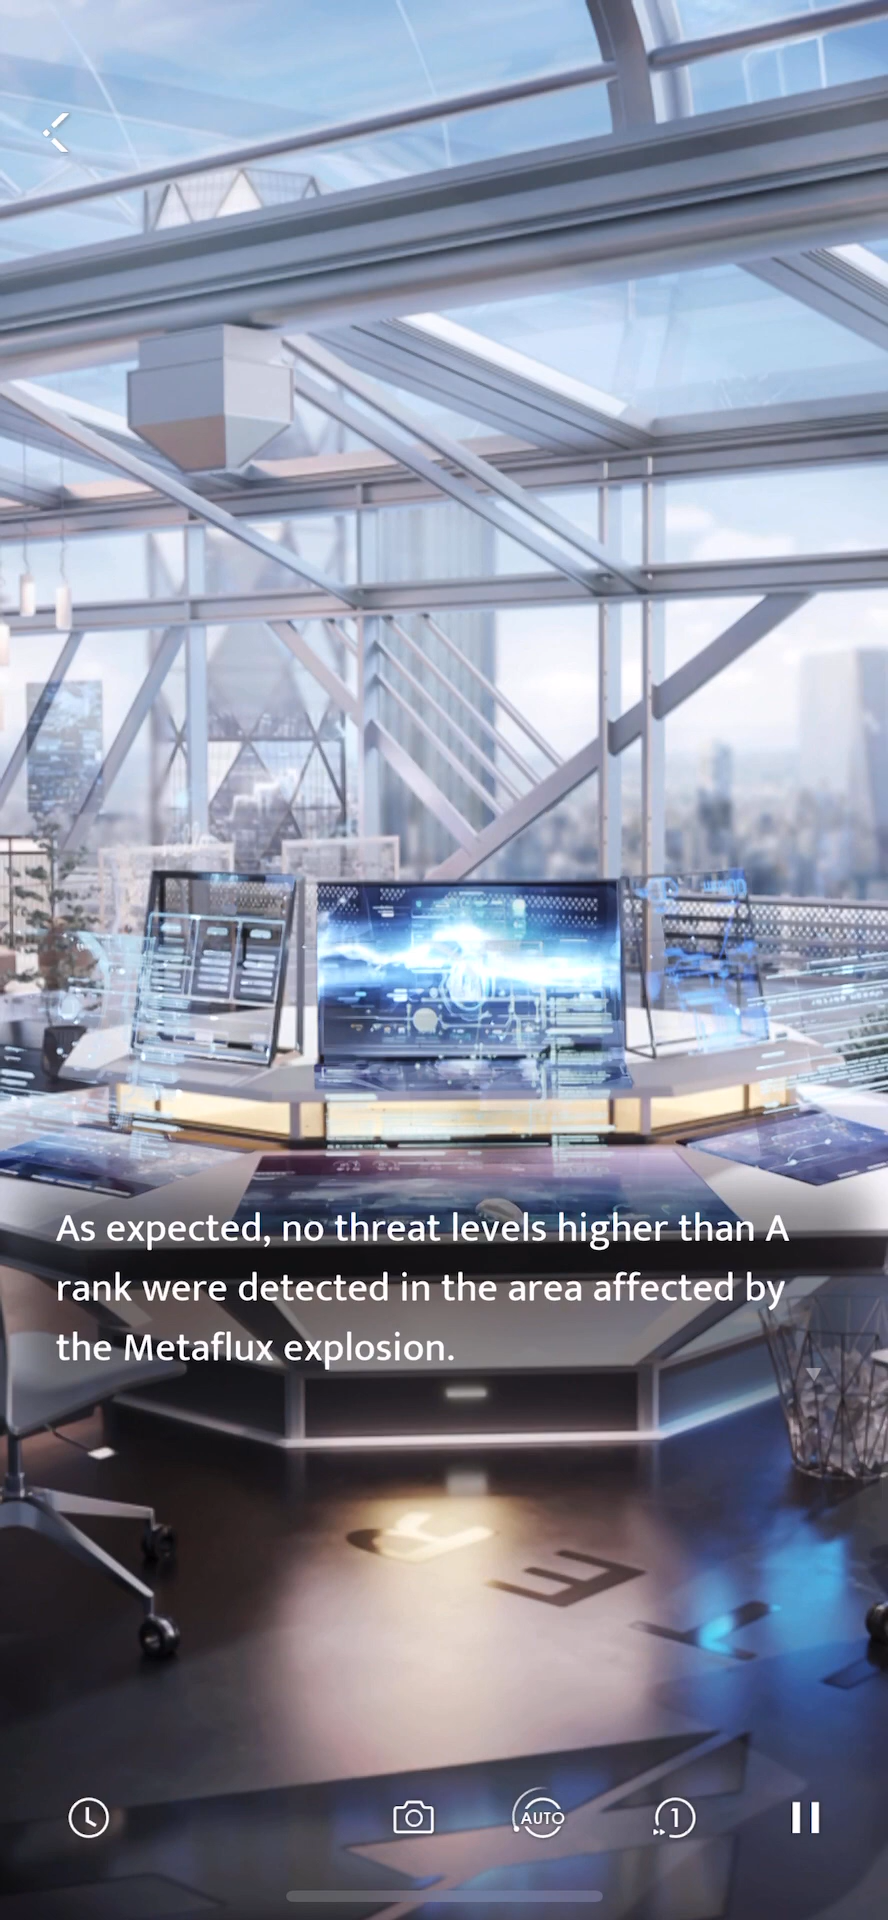 As expected, no threat levels higher than A
rank were detected in the area affected by
the Metaflux explosion.
AUTO
1